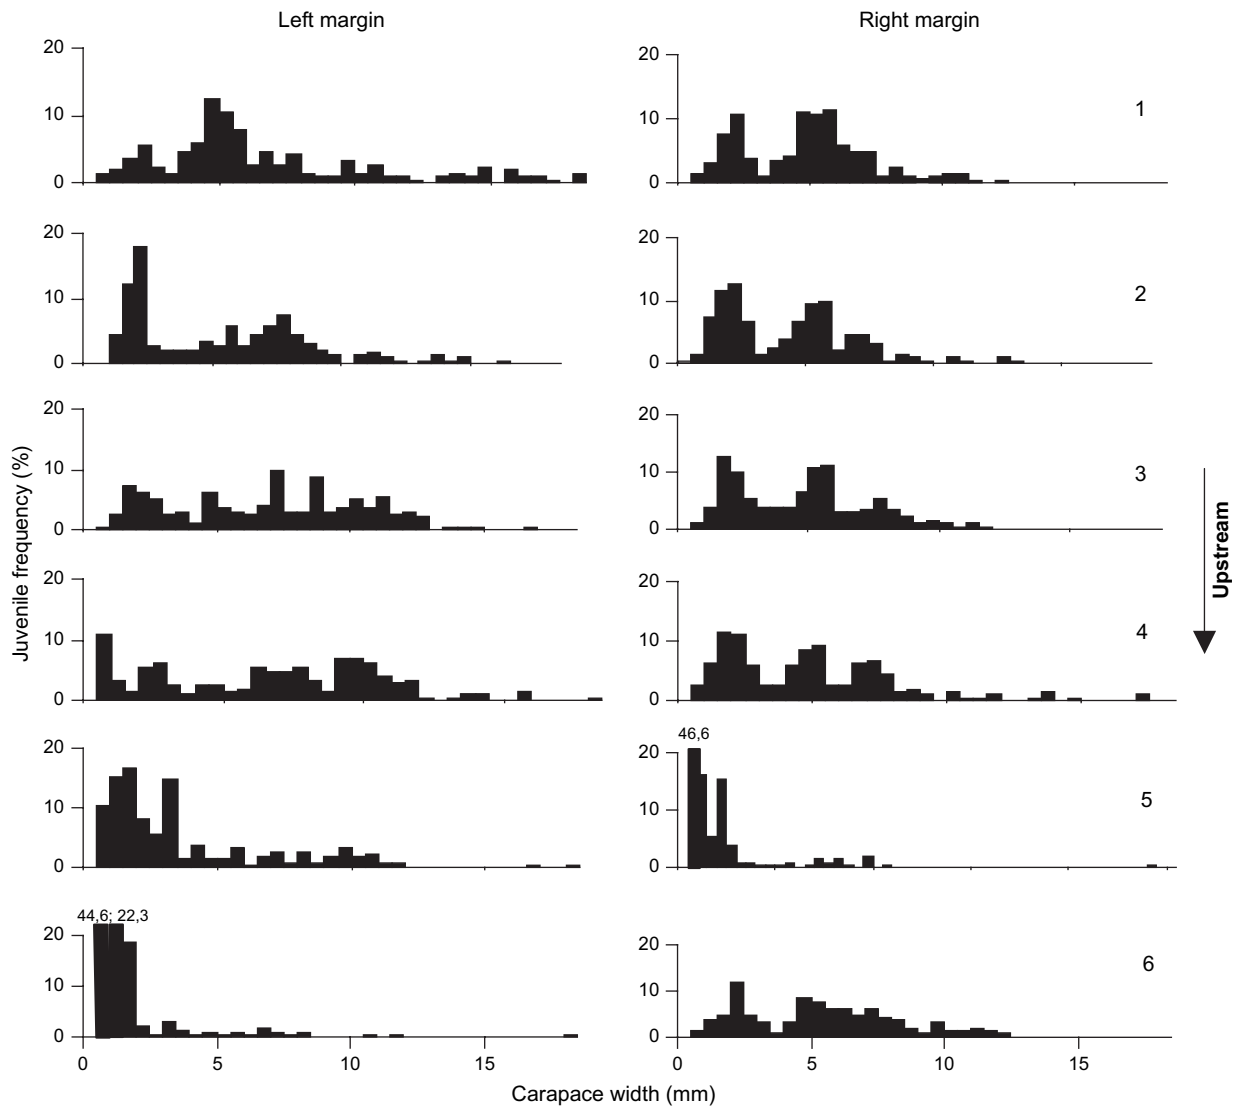 Left margin Right margin
20 20
10 10 1
0 0
20 20
10 10 2
0 0
20 20
10 10 3
0 0
20 20
10 10 4
0 0
46,6
20 20
10 10 5
0 0
44,6; 22,3
20 20
10 10 6
0 0
0 5 10 15 0 5 10 15
Carapace width (mm)
Juvenile frequency (%)
Upstream